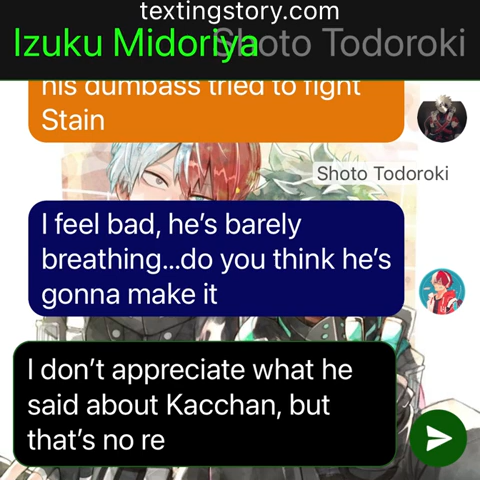 textingstory.com
Izuku Midoriya Shoto Todoroki
his dumbass tried to fight
Stain
Shoto Todoroki
I feel bad, he's barely
breathing...do you think he's
gonna make it
I don't appreciate what he
said about Kacchan, but
that's no re